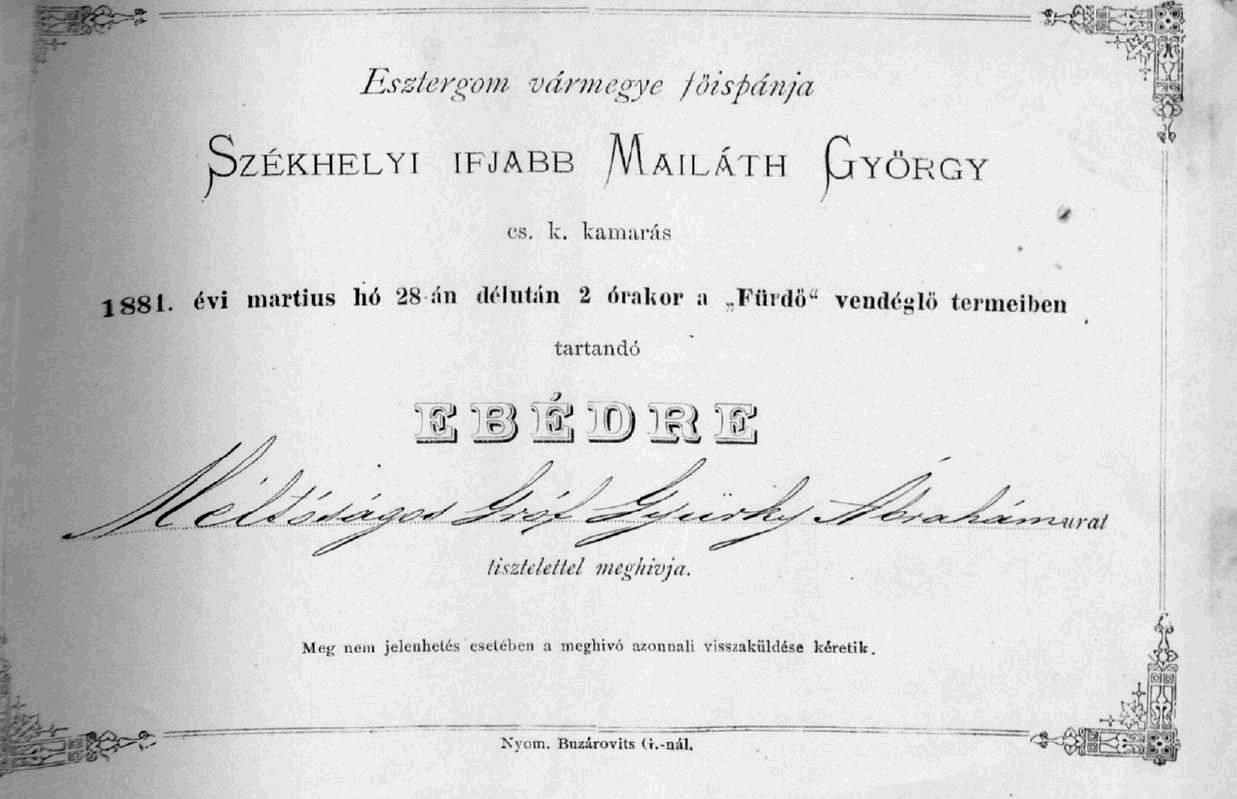 Esztergom vármegye főispánja
SZÉKHELYI IFJABB MAILÁTH GYÖRGY
cs. k. kamarás
1881. évi martius hó 28-án délután 2 órakor a „Fürdő“ vendéglő termeiben
tartandó
EBÉDRE
Méltóságos Gróf Gyürky Ábrahám urat
tisztelettel meghivja.
Meg nem jelenhetés esetében a meghivó azonnali visszaküldése kéretik.
Nyom. Buzárovits G.-nál.